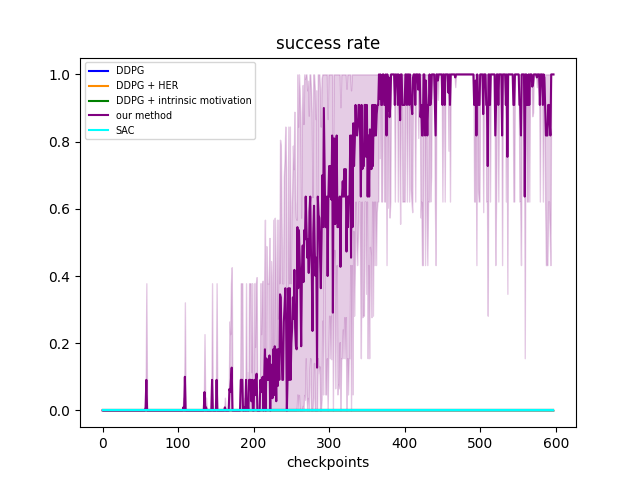 success rate
DDPG
DDPG + HER
DDPG + intrinsic motivation
our method
SAC
1.0
0.8
0.6
0.4
0.2
0.0
0 100 200 300 400 500 600
checkpoints